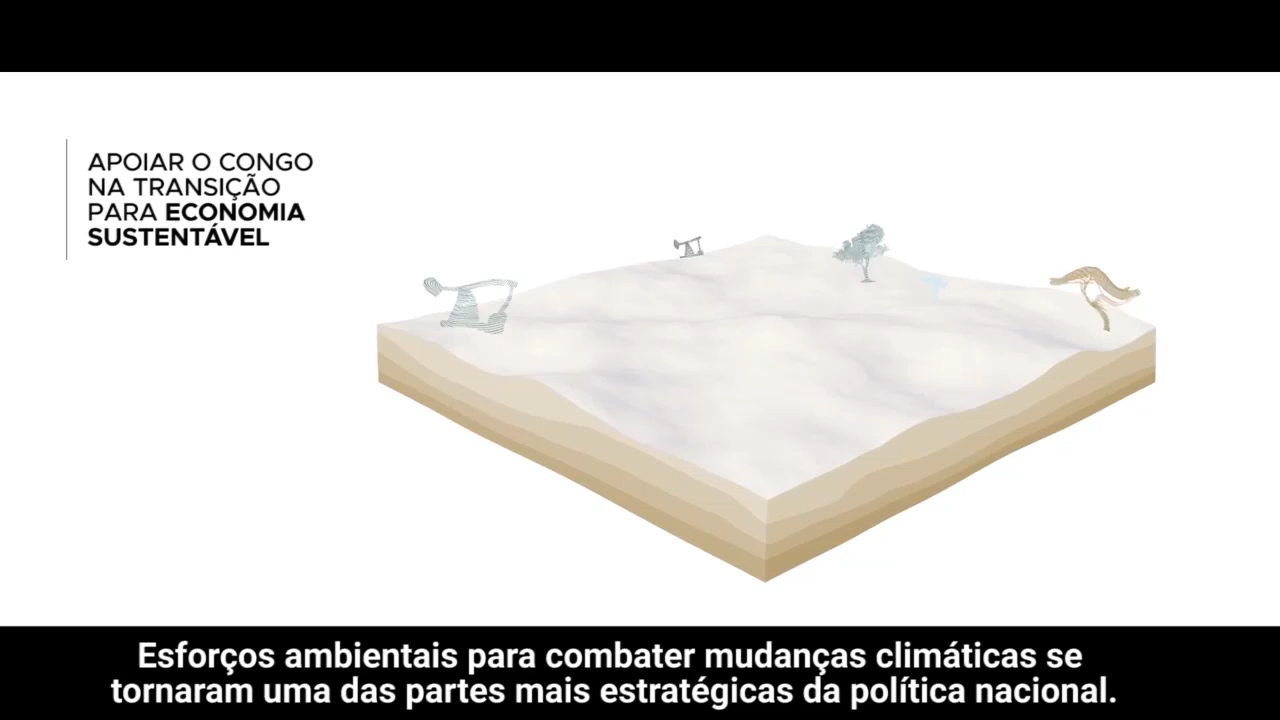 APOIAR O CONGO
NA TRANSIÇÃO
PARA ECONOMIA
SUSTENTÁVEL
Esforços ambientais para combater mudanças climáticas se
tornaram uma das partes mais estratégicas da política nacional.